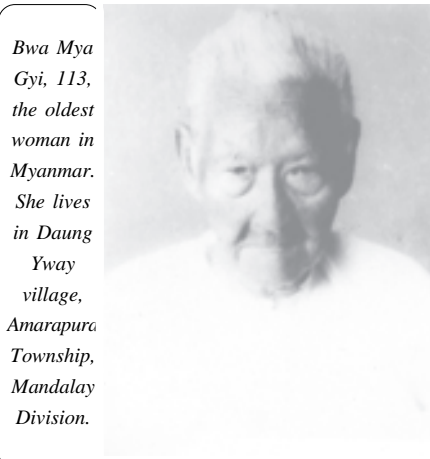 Bwa Mya
Gyi, 113,
the oldest
woman in
Myanmar.
She lives
in Daung
Yway
village,
Amarapura
Township,
Mandalay
Division.